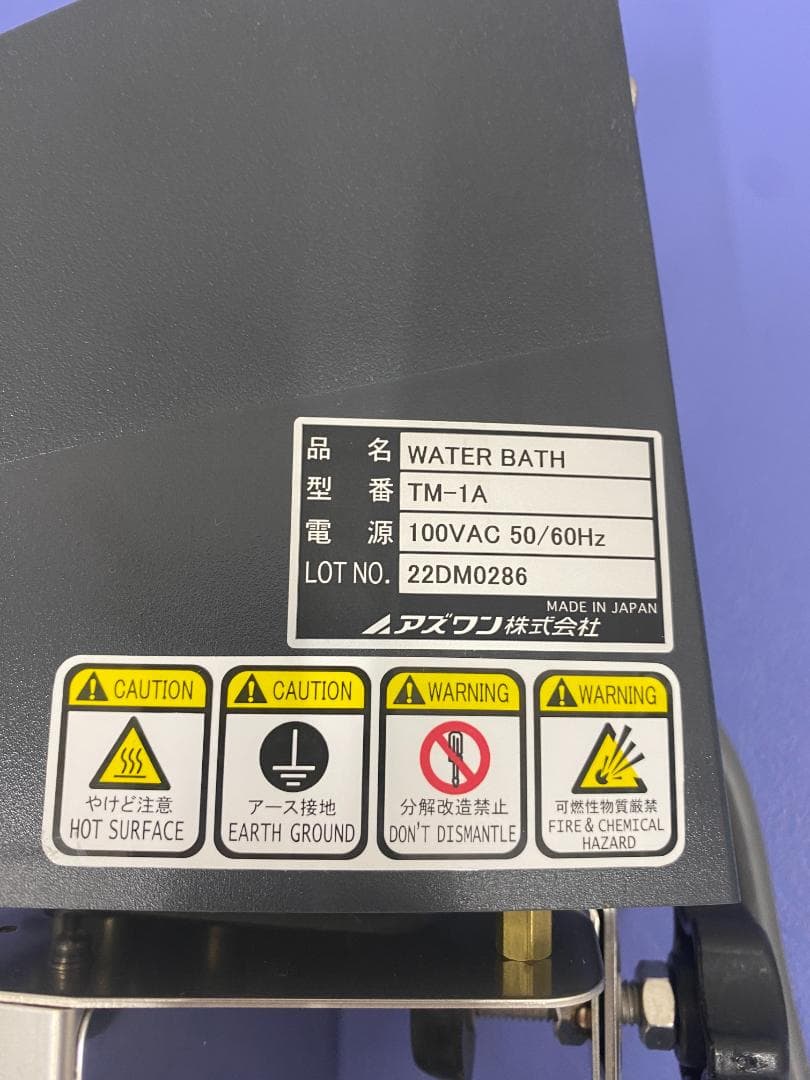 品名 WATER BATH
型番 TM-1A
電源 100VAC 50/60Hz
LOT NO. 22DM0286
MADE IN JAPAN
アズワン株式会社
CAUTION
やけど注意
HOT SURFACE
CAUTION
アース接地
EARTH GROUND
WARNING
分解改造禁止
DON'T DISMANTLE
WARNING
可燃性物質厳禁
FIRE & CHEMICAL
HAZARD